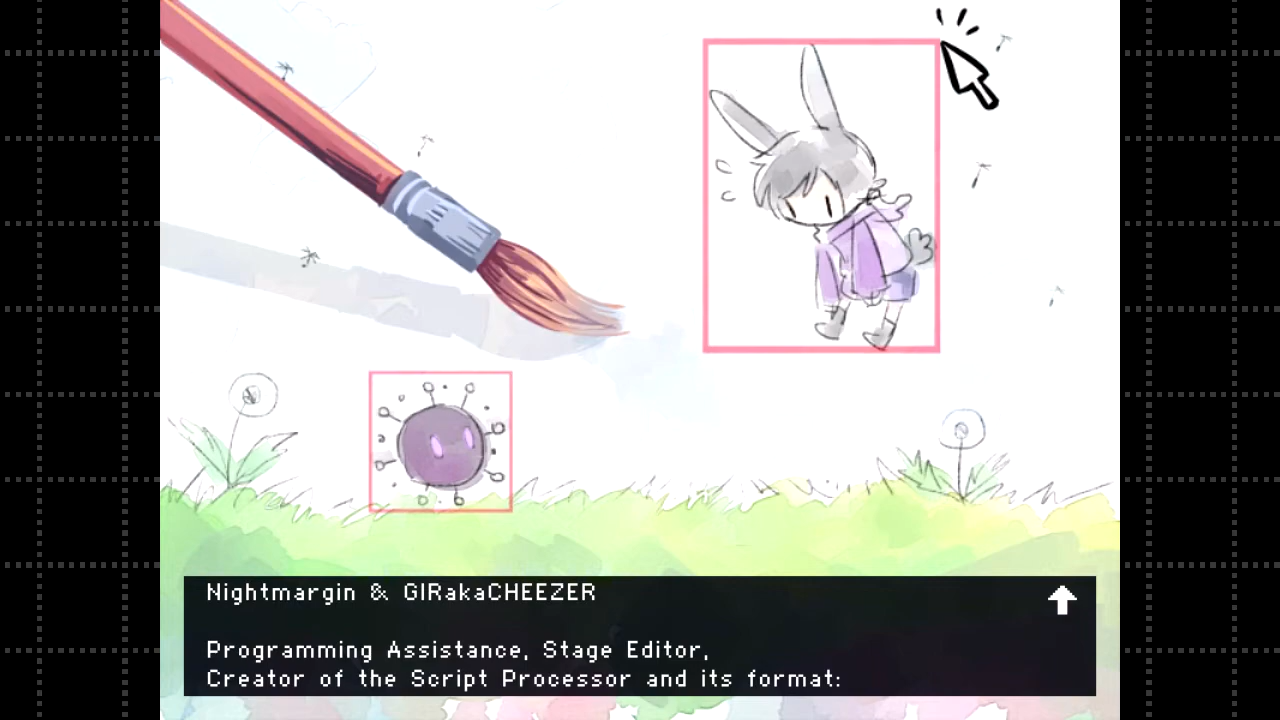 Nightmargin & GIRakaCHEEZER
Programming Assistance, Stage Editor,
Creator of the Script Processor and its format: